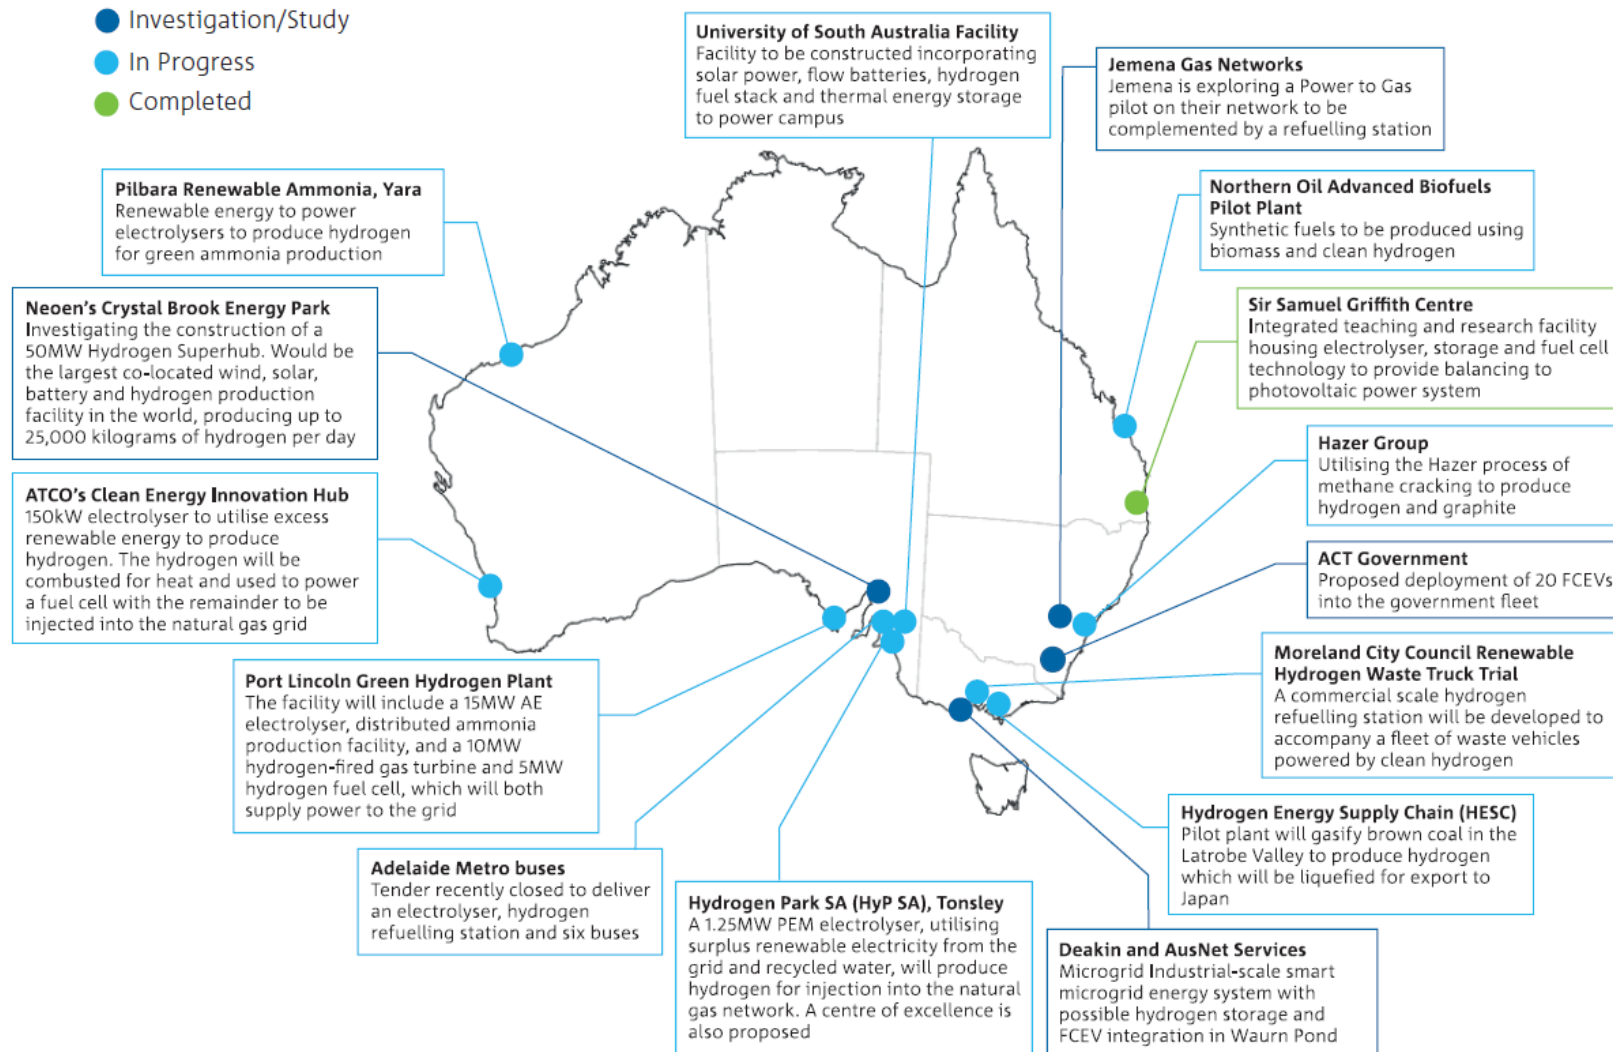 Investigation/Study
In Progress
Completed
University of South Australia Facility
Facility to be constructed incorporating
solar power, flow batteries, hydrogen
fuel stack and thermal energy storage
to power campus
Jemena Gas Networks
Jemena is exploring a Power to Gas
pilot on their network to be
complemented by a refuelling station
Pilbara Renewable Ammonia, Yara
Renewable energy to power
electrolysers to produce hydrogen
for green ammonia production
Northern Oil Advanced Biofuels
Pilot Plant
Synthetic fuels to be produced using
biomass and clean hydrogen
Neoen's Crystal Brook Energy Park
Investigating the construction of a
50MW Hydrogen Superhub. Would be
the largest co-located wind, solar,
battery and hydrogen production
facility in the world, producing up to
25,000 kilograms of hydrogen per day
Sir Samuel Griffith Centre
Integrated teaching and research facility
housing electrolyser, storage and fuel cell
technology to provide balancing to
photovoltaic power system
Hazer Group
Utilising the Hazer process of
methane cracking to produce
hydrogen and graphite
ATCO's Clean Energy Innovation Hub
150kW electrolyser to utilise excess
renewable energy to produce
hydrogen. The hydrogen will be
combusted for heat and used to power
a fuel cell with the remainder to be
injected into the natural gas grid
ACT Government
Proposed deployment of 20 FCEVs
into the government fleet
Moreland City Council Renewable
Hydrogen Waste Truck Trial
A commercial scale hydrogen
refuelling station will be developed to
accompany a fleet of waste vehicles
powered by clean hydrogen
Port Lincoln Green Hydrogen Plant
The facility will include a 15MW AE
electrolyser, distributed ammonia
production facility, and a 10MW
hydrogen-fired gas turbine and 5MW
hydrogen fuel cell, which will both
supply power to the grid
Hydrogen Energy Supply Chain (HESC)
Pilot plant will gasify brown coal in the
Latrobe Valley to produce hydrogen
which will be liquefied for export to
Japan
Adelaide Metro buses
Tender recently closed to deliver
an electrolyser, hydrogen
refuelling station and six buses
Hydrogen Park SA (HyP SA), Tonsley
A 1.25MW PEM electrolyser, utilising
surplus renewable electricity from the
grid and recycled water, will produce
hydrogen for injection into the natural
gas network. A centre of excellence is
also proposed
Deakin and AusNet Services
Microgrid Industrial-scale smart
microgrid energy system with
possible hydrogen storage and
FCEV integration in Waurn Pond